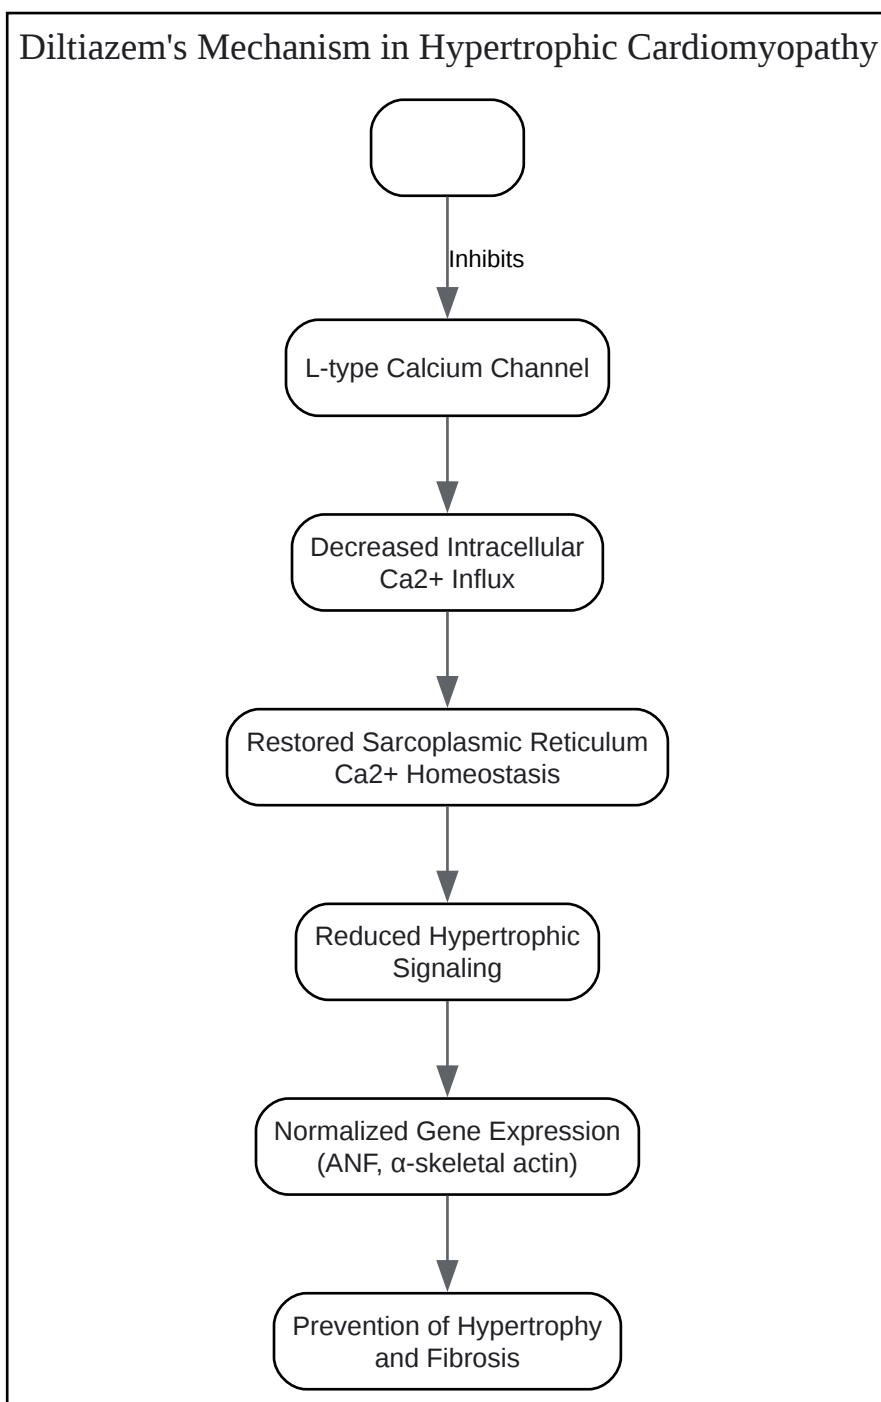 Diltiazem's Mechanism in Hypertrophic Cardiomyopathy
Inhibits
L-type Calcium Channel
Decreased Intracellular
Ca2+ Influx
Restored Sarcoplasmic Reticulum
Ca2+ Homeostasis
Reduced Hypertrophic
Signaling
Normalized Gene Expression
(ANF, α-skeletal actin)
Prevention of Hypertrophy
and Fibrosis